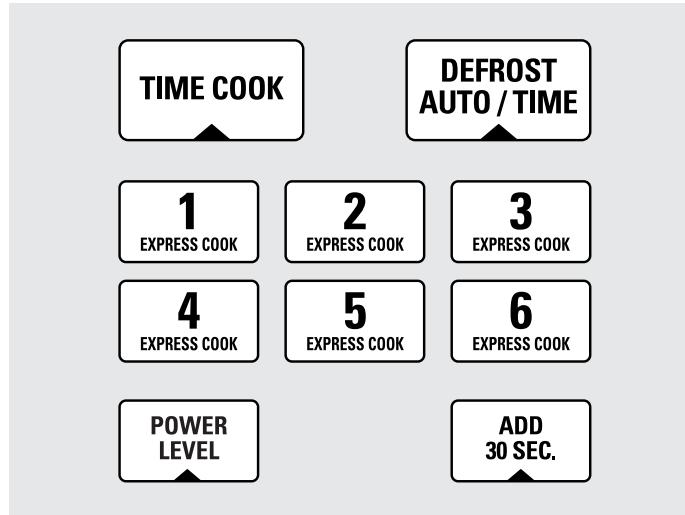 TIME COOK
DEFROST
AUTO / TIME
1
EXPRESS COOK
2
EXPRESS COOK
3
EXPRESS COOK
4
EXPRESS COOK
5
EXPRESS COOK
6
EXPRESS COOK
POWER
LEVEL
ADD
30 SEC.